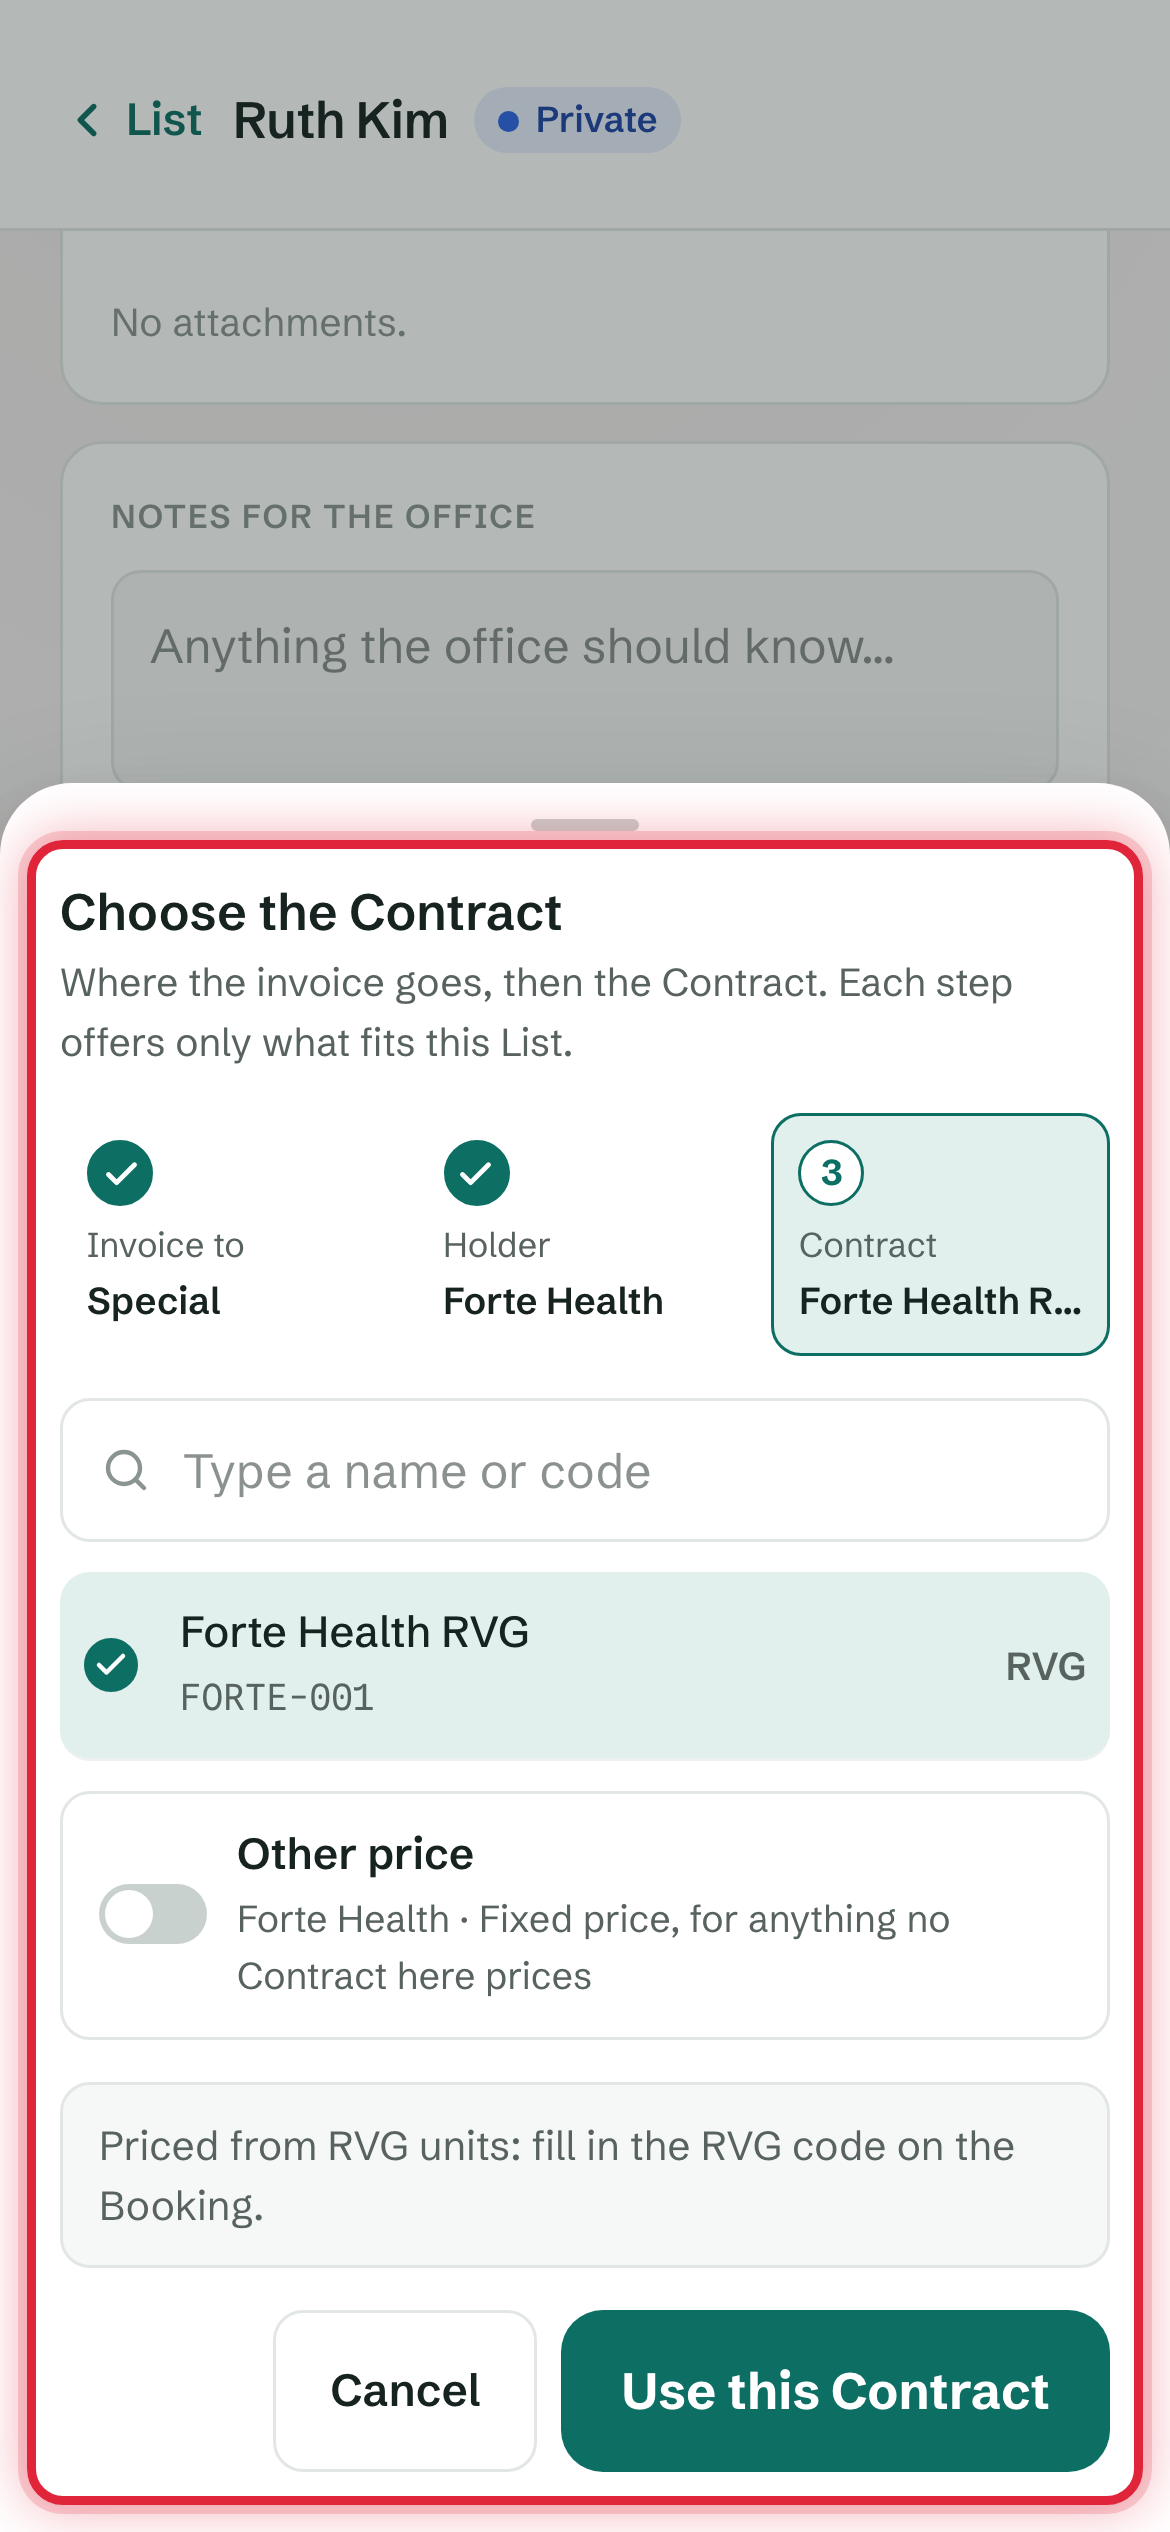 List Ruth Kim Private
No attachments.
NOTES FOR THE OFFICE
Anything the office should know...
Choose the Contract
Where the invoice goes, then the Contract. Each step
offers only what fits this List.
Invoice to
Special
Holder
Forte Health
3
Contract
Forte Health R...
Type a name or code
Forte Health RVG
FORTE-001
RVG
Other price
Forte Health · Fixed price, for anything no
Contract here prices
Priced from RVG units: fill in the RVG code on the
Booking.
Cancel
Use this Contract